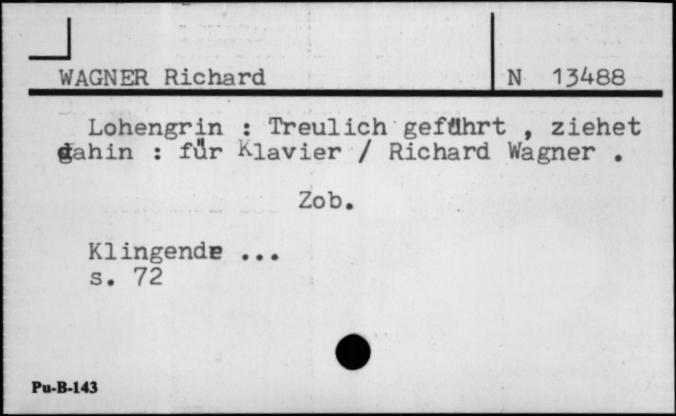 WAGNER Richard N 13488
Lohengrin : Treulich geführt , ziehet
dahin : für Klavier / Richard Wagner .
Zob.
Klingende ...
s. 72
Pu-B-143